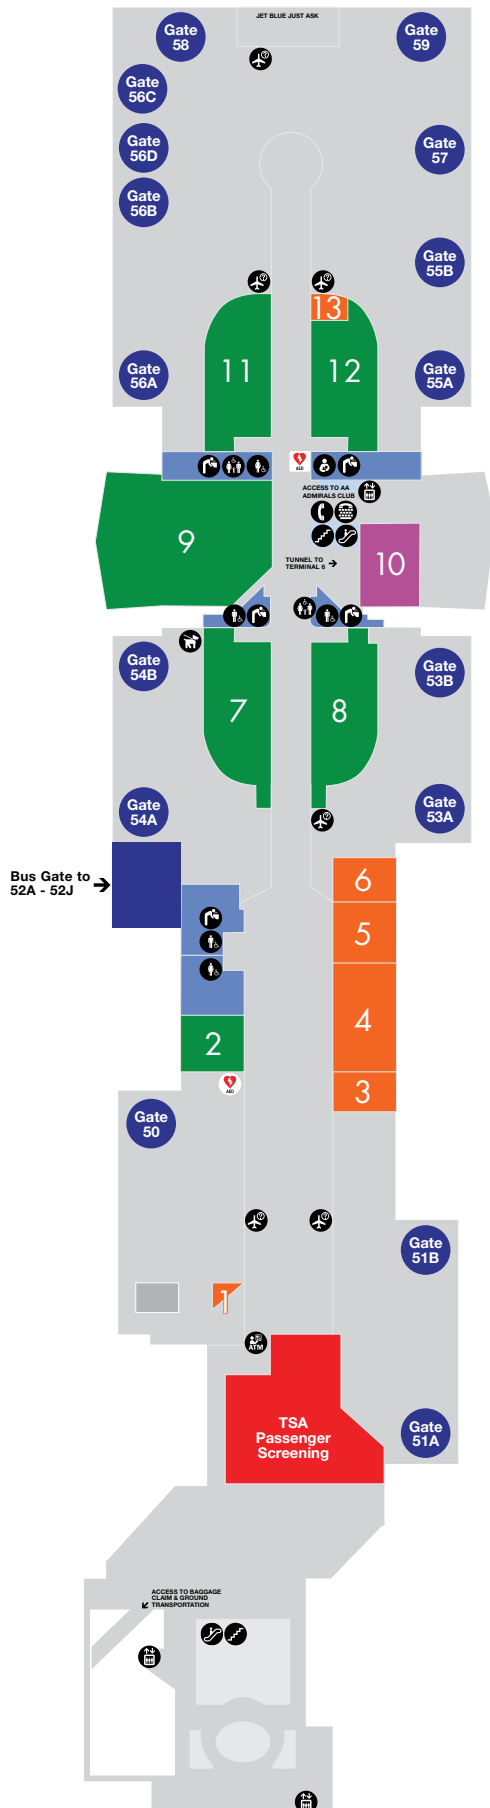 JET BLUE JUST ASK
Gate
58
Gate
59
Gate
56C
Gate
56D
Gate
57
Gate
56B
Gate
55B
13
11
12
Gate
56A
Gate
55A
AED
ACCESS TO AA
ADMIRALS CLUB
9
TUNNEL TO
TERMINAL 6 →
10
Gate
54B
Gate
53B
7
8
Gate
54A
Gate
53A
Bus Gate to
52A - 52J →
6
5
4
2
3
AED
Gate
50
Gate
51B
1
ATM
TSA
Passenger
Screening
Gate
51A
ACCESS TO BAGGAGE
CLAIM & GROUND
↙ TRANSPORTATION